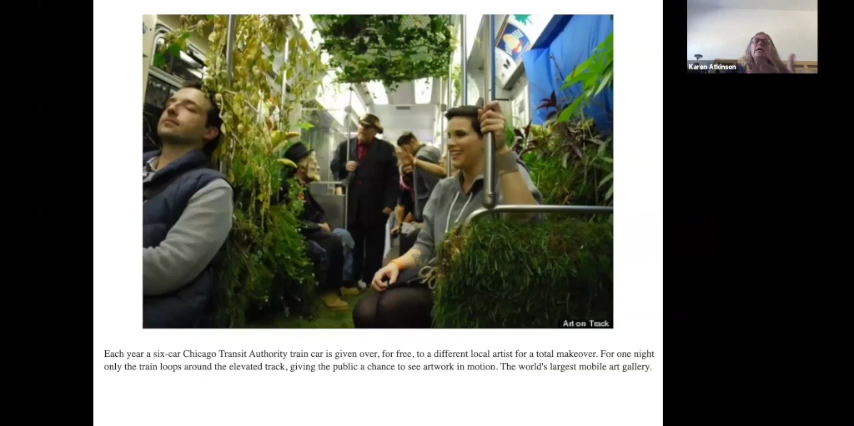 Karen Atkinson
Art on Track
Each year a six-car Chicago Transit Authority train car is given over, for free, to a different local artist for a total makeover. For one night
only the train loops around the elevated track, giving the public a chance to see artwork in motion. The world's largest mobile art gallery.